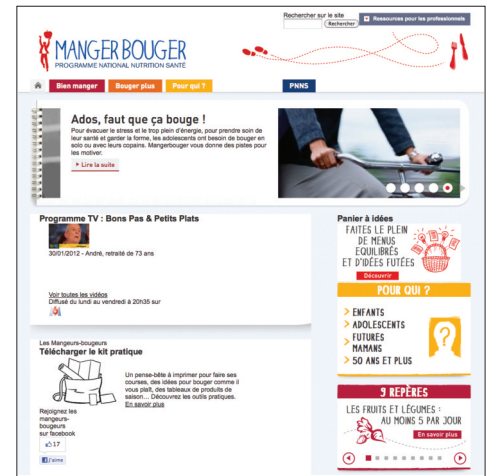 Rechercher sur le site
Rechercher
Ressources pour les professionnels
MANGER BOUGER
PROGRAMME NATIONAL NUTRITION SANTÉ
Bien manger
Bouger plus
Pour qui ?
PNNS
Ados, faut que ça bouge !
Pour évacuer le stress et le trop plein d'énergie, pour prendre soin de
leur santé et garder la forme, les adolescents ont besoin de bouger en
solo ou avec leurs copains. Mangerbouger vous donne des pistes pour
les motiver.
Lire la suite
Programme TV : Bons Pas & Petits Plats
30/01/2012 - André, retraité de 73 ans
Voir toutes les vidéos
Diffusé du lundi au vendredi à 20h35 sur
Panier à idées
FAITES LE PLEIN
DE MENUS
EQUILIBRÉS
ET D'IDÉES FUTÉES
Découvrir
POUR QUI ?
> ENFANTS
> ADOLESCENTS
> FUTURES
MAMANS
> 50 ANS ET PLUS
Les Mangeurs-bougeurs
Télécharger le kit pratique
Un pense-bête à imprimer pour faire ses
courses, des idées pour bouger comme il
vous plaît, des tableaux de produits de
saison... Découvrez les outils pratiques.
En savoir plus
Rejoignez les
mangeurs-
bougeurs
sur facebook
17
J'aime
9 REPÈRES
LES FRUITS ET LÉGUMES :
AU MOINS 5 PAR JOUR
En savoir plus